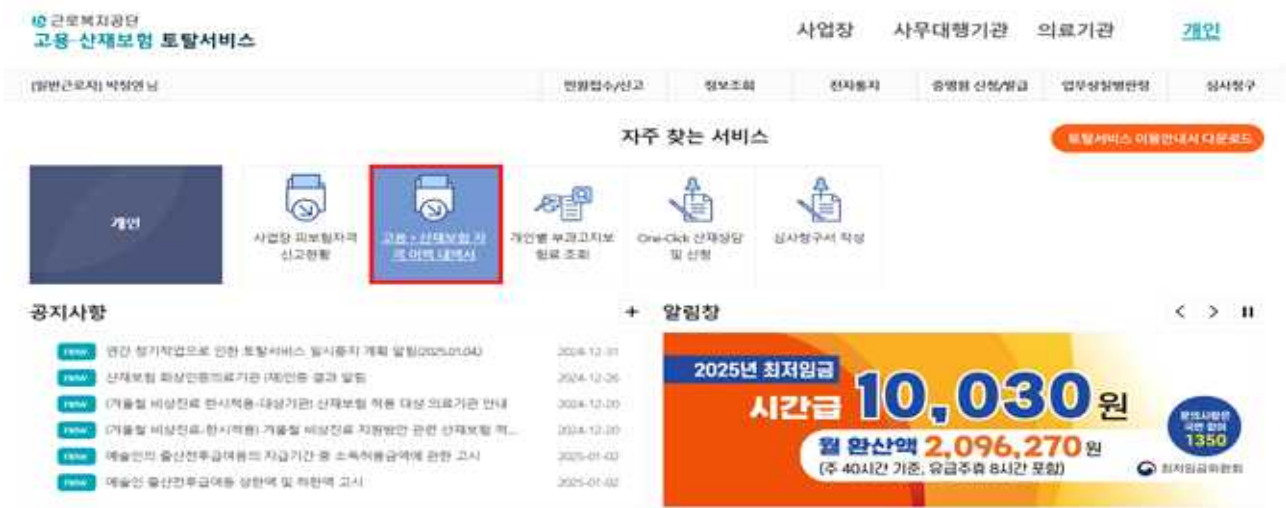 근로복지공단
고용·산재보험 토탈서비스
사업장 사무대행기관 의료기관 개인
[일반근로자] 박정연 님 민원접수/신고 정보조회 전자통지 증명원 신청/발급 업무상질병판정 심사청구
자주 찾는 서비스
토탈서비스 이용안내서 다운로드
개인
사업장 피보험자격
신고현황
고용·산재보험 자
격 이력 내역서
개인별 부과고지보
험료 조회
One-Click 산재상담
및 신청
심사청구서 작성
공지사항 +
new 연간 정기작업으로 인한 토탈서비스 일시중지 계획 알림(2025.01.04.) 2024-12-31
new 산재보험 화상인증의료기관 (재)인증 결과 알림 2024-12-26
new (겨울철 비상진료 한시적용-대상기관) 산재보험 적용 대상 의료기관 안내 2024-12-20
new (겨울철 비상진료-한시적용) 겨울철 비상진료 지원방안 관련 산재보험 적... 2024-12-20
new 예술인의 출산전후급여등의 지급기간 중 소득허용금액에 관한 고시 2025-01-02
new 예술인 출산전후급여등 상한액 및 하한액 고시 2025-01-02
알림창
2025년 최저임금
시간급 10,030원
월 환산액 2,096,270원
(주 40시간 기준, 유급주휴 8시간 포함)
문의사항은
국번 없이
1350
최저임금위원회